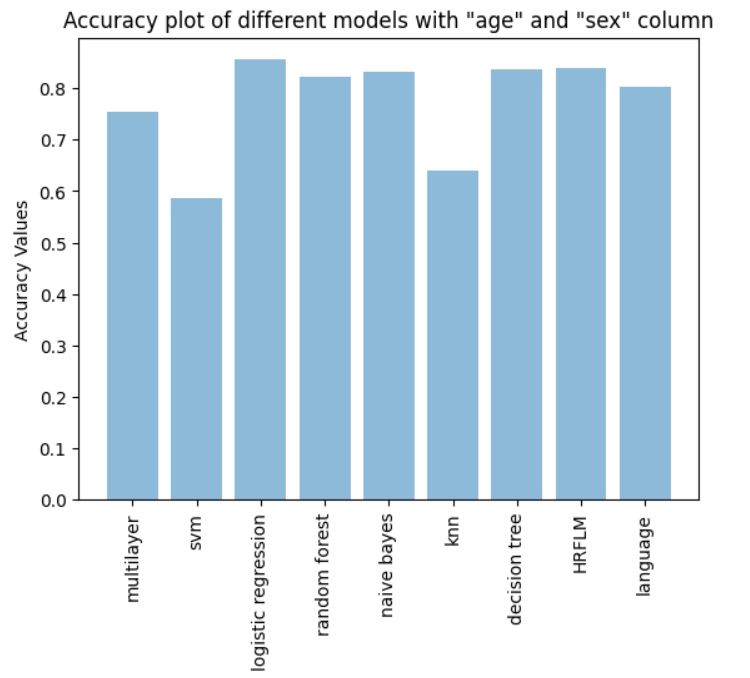 Accuracy plot of different models with "age" and "sex" column
Accuracy Values
0.8
0.7
0.6
0.5
0.4
0.3
0.2
0.1
0.0
multilayer
svm
logistic regression
random forest
naive bayes
knn
decision tree
HRFLM
language